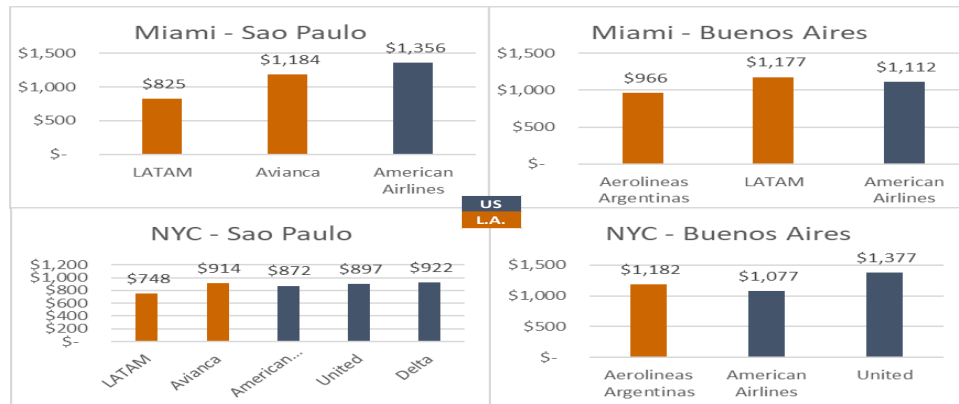 Miami - Sao Paulo
$1,500
$1,000
$500
$-
$825
$1,184
$1,356
LATAM
Avianca
American
Airlines
Miami - Buenos Aires
$1,500
$1,000
$500
$-
$966
$1,177
$1,112
Aerolineas
Argentinas
LATAM
American
Airlines
US
L.A.
NYC - Sao Paulo
$1,200
$1,000
$800
$600
$400
$200
$-
$748
$914
$872
$897
$922
LATAM
Avianca
American...
United
Delta
NYC - Buenos Aires
$1,500
$1,000
$500
$-
$1,182
$1,077
$1,377
Aerolineas
Argentinas
American
Airlines
United